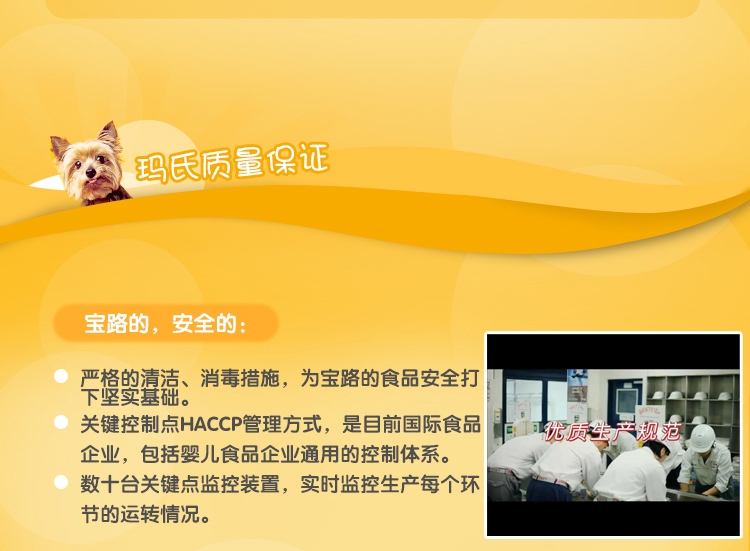 玛氏质量保证
宝路的，安全的：
严格的清洁、消毒措施，为宝路的食品安全打
下坚实基础。
关键控制点HACCP管理方式，是目前国际食品
企业，包括婴儿食品企业通用的控制体系。
数十台关键点监控装置，实时监控生产每个环
节的运转情况。
优质生产规范